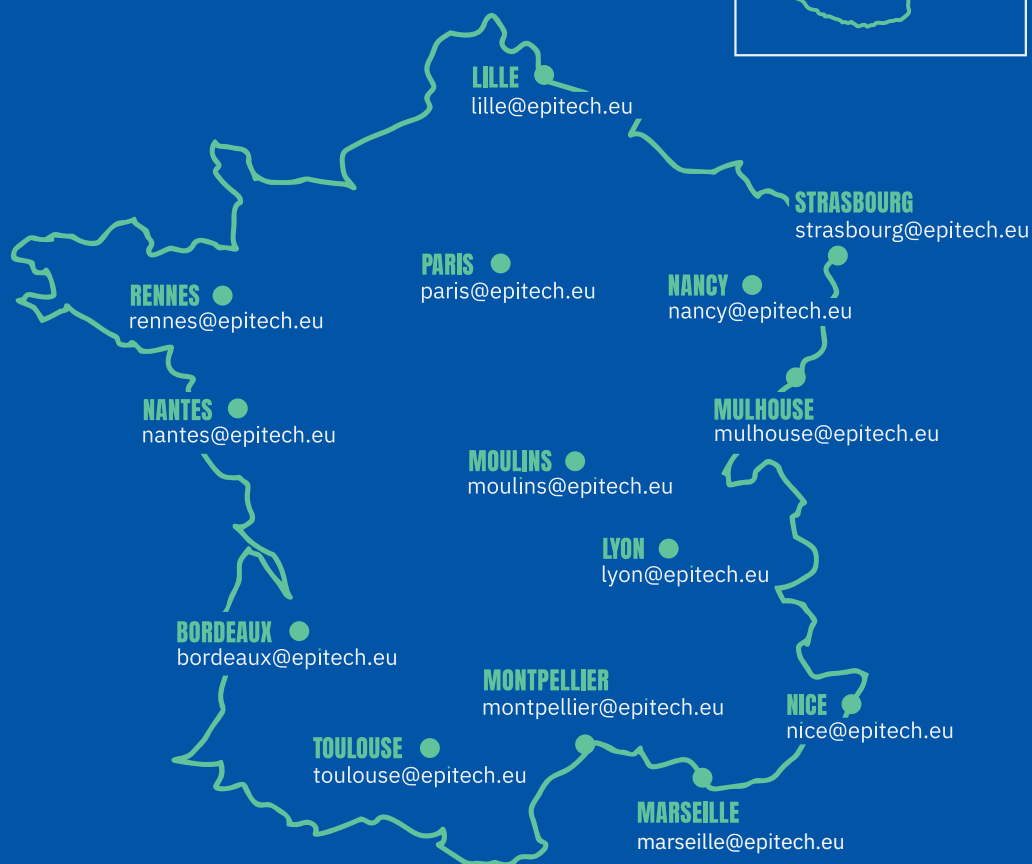 LILLE
lille@epitech.eu
STRASBOURG
strasbourg@epitech.eu
PARIS
paris@epitech.eu
NANCY
nancy@epitech.eu
RENNES
rennes@epitech.eu
NANTES
nantes@epitech.eu
MULHOUSE
mulhouse@epitech.eu
MOULINS
moulins@epitech.eu
LYON
lyon@epitech.eu
BORDEAUX
bordeaux@epitech.eu
MONTPELLIER
montpellier@epitech.eu
NICE
nice@epitech.eu
TOULOUSE
toulouse@epitech.eu
MARSEILLE
marseille@epitech.eu